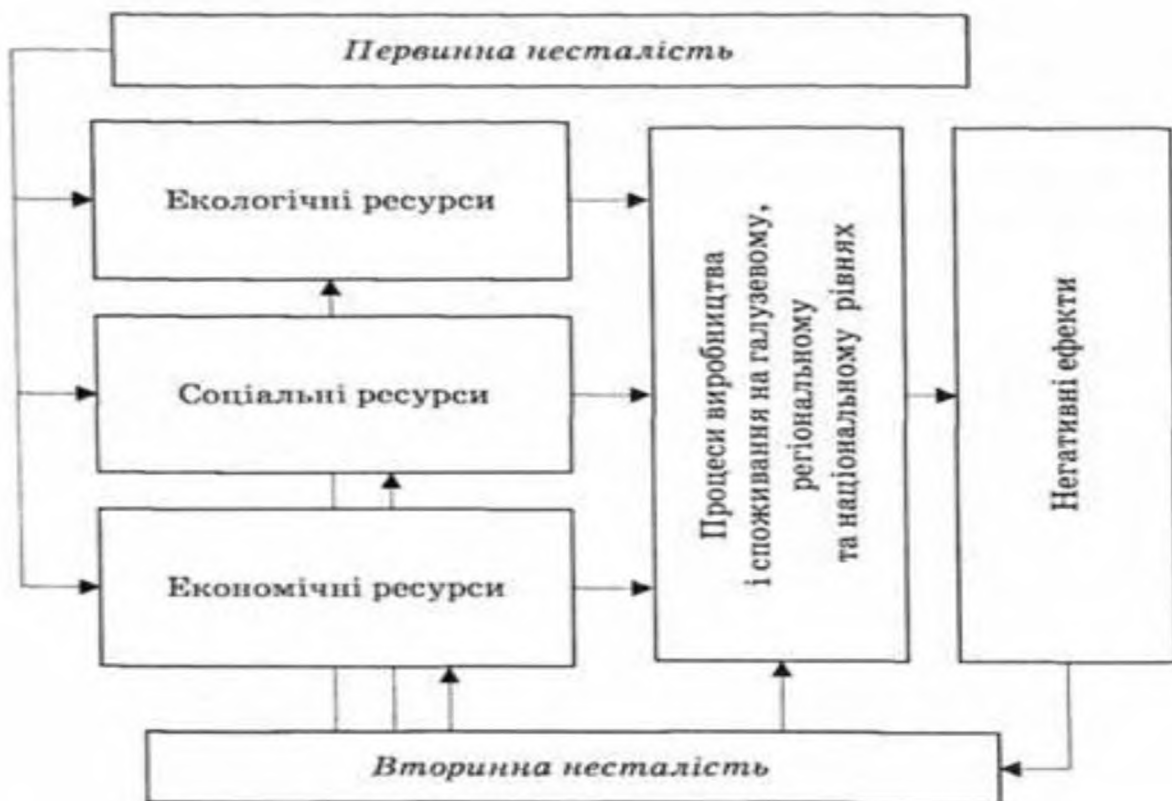 Первинна несталість
Екологічні ресурси
Соціальні ресурси
Економічні ресурси
Процеси виробництва
і споживання на галузевому,
регіональному
та національному рівнях
Негативні ефекти
Вторинна несталість